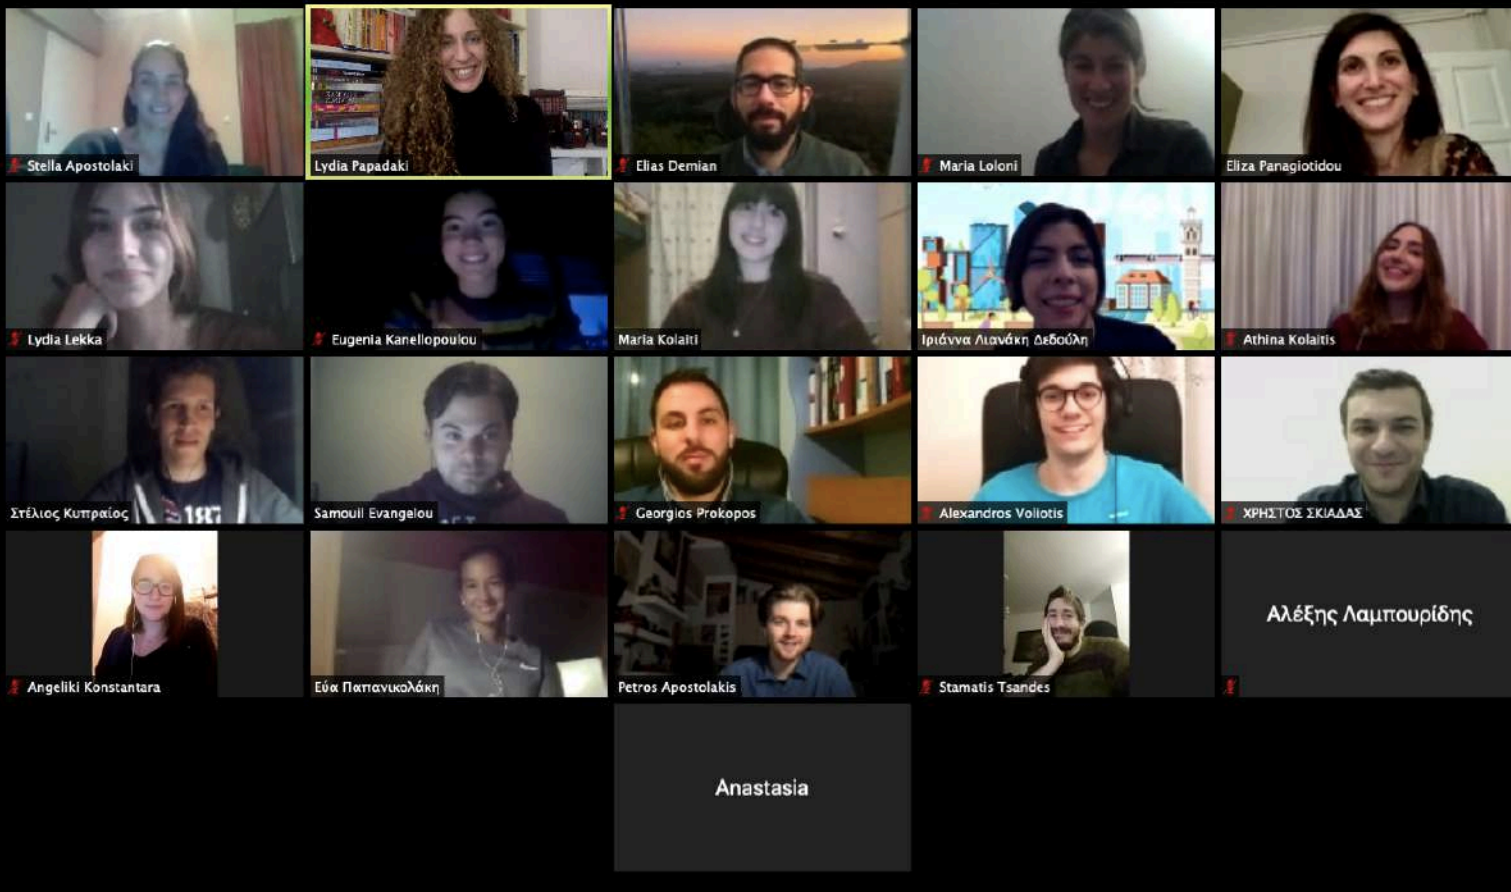 Stella Apostolaki
Lydia Papadaki
Elias Demian
Maria Loloni
Eliza Panagiotidou
Lydia Lekka
Eugenia Kanellopoulou
Maria Kolaiti
Ιριάννα Λιανάκη Δεδούλη
Athina Kolaitis
Στέλιος Κυπραίος
187
Samouil Evangelou
Georgios Prokopos
Alexandros Voliotis
ΧΡΗΣΤΟΣ ΣΚΙΑΔΑΣ
Angeliki Konstantara
Εύα Παπανικολάκη
Petros Apostolakis
Stamatis Tsandes
Αλέξης Λαμπουρίδης
Anastasia